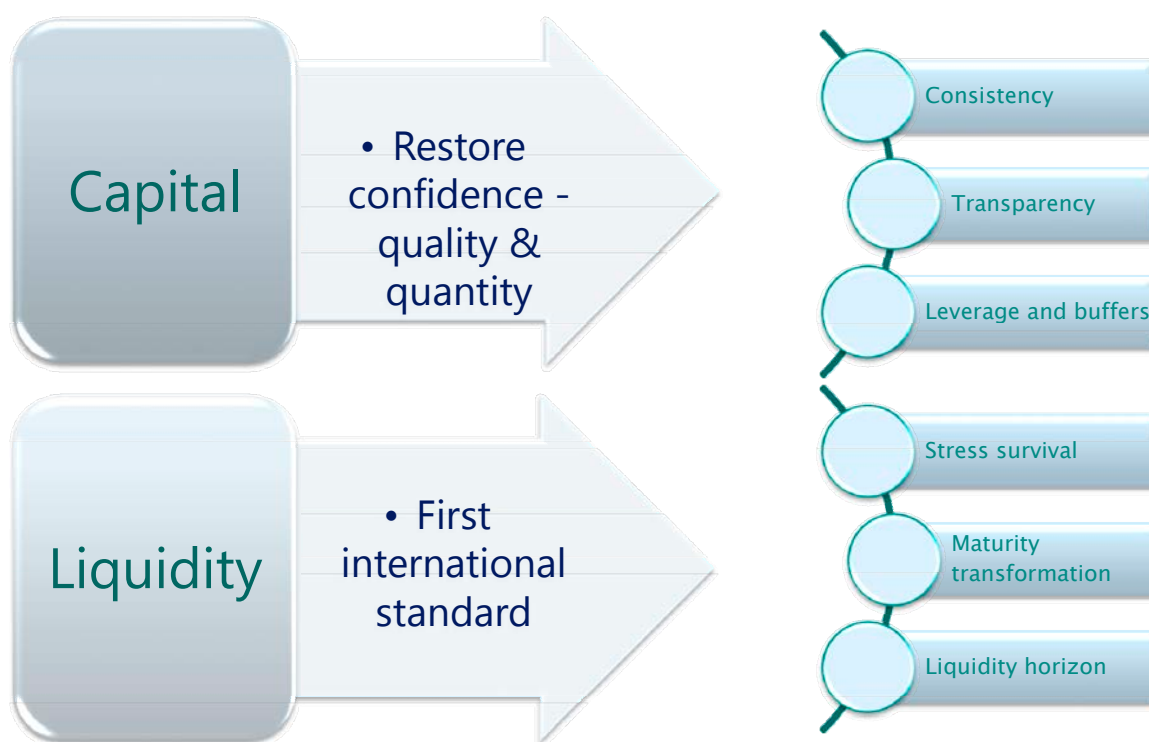 Capital
• Restore
confidence -
quality &
quantity
Consistency
Transparency
Leverage and buffers
Liquidity
• First
international
standard
Stress survival
Maturity
transformation
Liquidity horizon